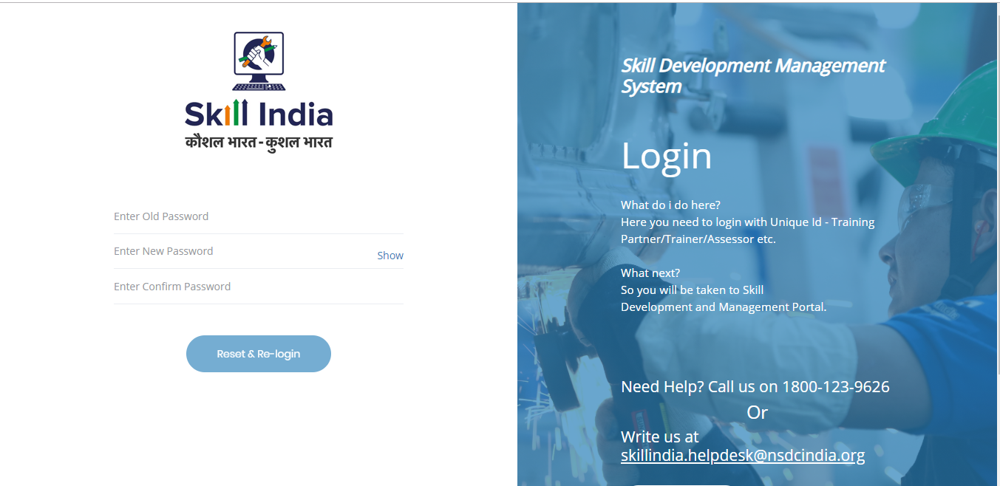 Skill India
कौशल भारत - कुशल भारत
Enter Old Password
Enter New Password
Show
Enter Confirm Password
Reset & Re-login
Skill Development Management
System
Login
What do i do here?
Here you need to login with Unique Id - Training
Partner/Trainer/Assessor etc.
What next?
So you will be taken to Skill
Development and Management Portal.
Need Help? Call us on 1800-123-9626
Or
Write us at
skillindia.helpdesk@nsdcindia.org